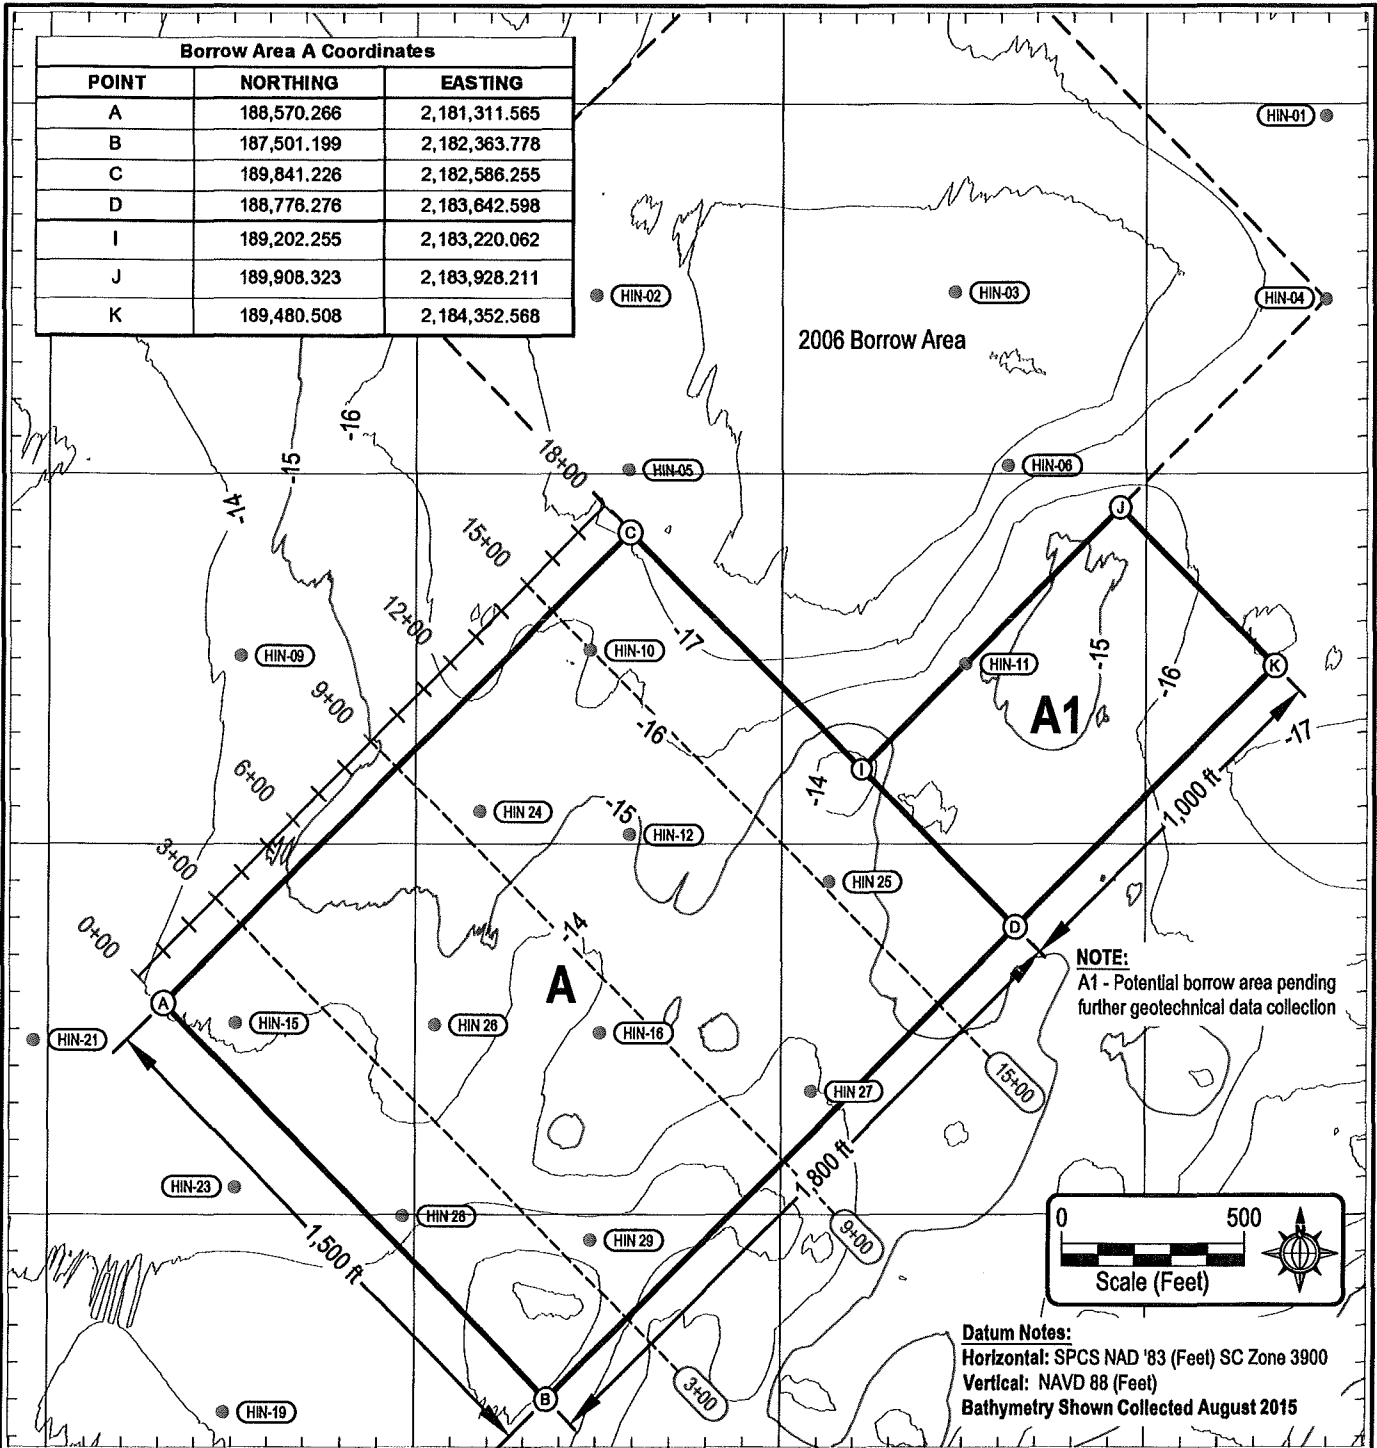 Borrow Area A Coordinates
POINT NORTHING EASTING
A 188,570.266 2,181,311.565
B 187,501.199 2,182,363.778
C 189,841.226 2,182,586.255
D 188,776.276 2,183,642.598
I 189,202.255 2,183,220.062
J 189,908.323 2,183,928.211
K 189,480.508 2,184,352.568
HIN-01
HIN-02
HIN-03
HIN-04
2006 Borrow Area
-16
-15
-14
18+00
HIN-05
HIN-06
15+00
C
J
12+00
-17
HIN-09
HIN-10
HIN-11
-15
-16
K
9+00
-16
A1
-17
6+00
I
-14
1,000 ft
HIN 24
-15
HIN-12
3+00
HIN 25
0+00
-14
D
A
NOTE:
A1 - Potential borrow area pending
further geotechnical data collection
A
HIN-15
HIN 26
HIN-16
HIN-21
15+00
HIN 27
1,800 ft
HIN-23
HIN 28
HIN 29
9+00
1,500 ft
0 500
Scale (Feet)
N
3+00
B
HIN-19
Datum Notes:
Horizontal: SPCS NAD '83 (Feet) SC Zone 3900
Vertical: NAVD 88 (Feet)
Bathymetry Shown Collected August 2015